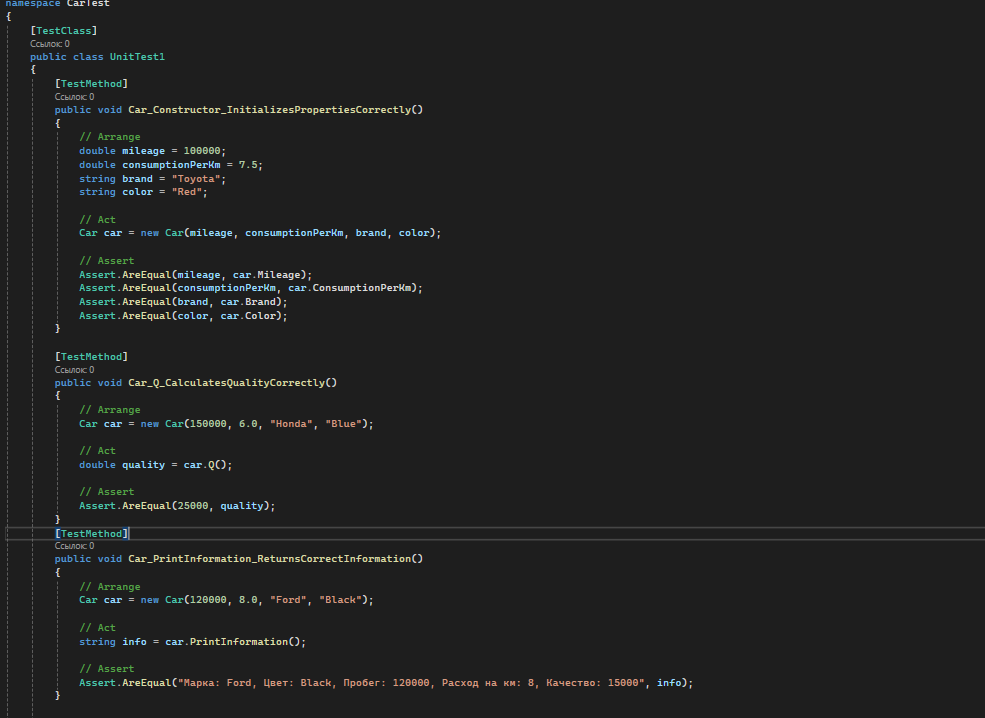 namespace CarTest
{
[TestClass]
Ссылок: 0
public class UnitTest1
{
[TestMethod]
Ссылок: 0
public void Car_Constructor_InitializesPropertiesCorrectly()
{
// Arrange
double mileage = 100000;
double consumptionPerKm = 7.5;
string brand = "Toyota";
string color = "Red";
// Act
Car car = new Car(mileage, consumptionPerKm, brand, color);
// Assert
Assert.AreEqual(mileage, car.Mileage);
Assert.AreEqual(consumptionPerKm, car.ConsumptionPerKm);
Assert.AreEqual(brand, car.Brand);
Assert.AreEqual(color, car.Color);
}
[TestMethod]
Ссылок: 0
public void Car_Q_CalculatesQualityCorrectly()
{
// Arrange
Car car = new Car(150000, 6.0, "Honda", "Blue");
// Act
double quality = car.Q();
// Assert
Assert.AreEqual(25000, quality);
}
[TestMethod]
Ссылок: 0
public void Car_PrintInformation_ReturnsCorrectInformation()
{
// Arrange
Car car = new Car(120000, 8.0, "Ford", "Black");
// Act
string info = car.PrintInformation();
// Assert
Assert.AreEqual("Марка: Ford, Цвет: Black, Пробег: 120000, Расход на км: 8, Качество: 15000", info);
}